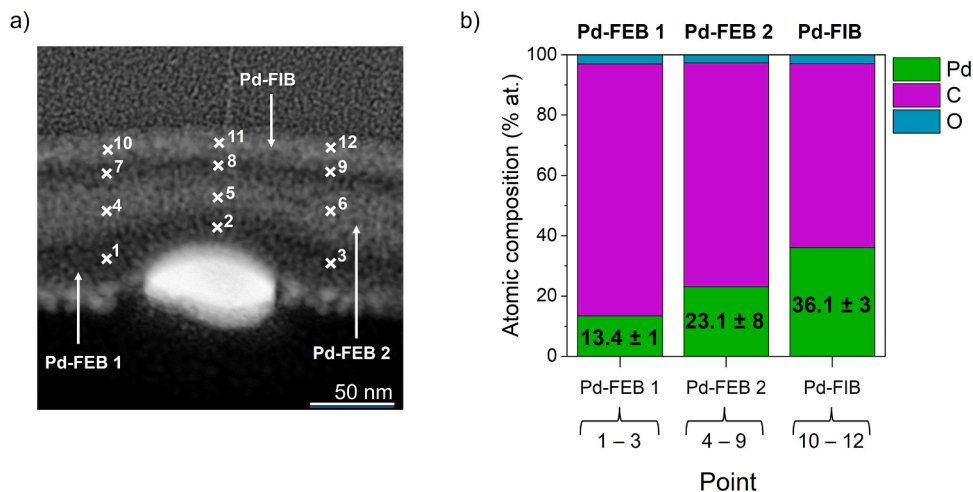 a)
Pd-FIB
10 11 12
7 8 9
4 5 6
1 2 3
Pd-FEB 1
Pd-FEB 2
50 nm
b)
Pd-FEB 1 Pd-FEB 2 Pd-FIB
Atomic composition (% at.)
100
80
60
40
20
0
13.4 ± 1
23.1 ± 8
36.1 ± 3
Pd
C
O
Pd-FEB 1 Pd-FEB 2 Pd-FIB
1 – 3 4 – 9 10 – 12
Point